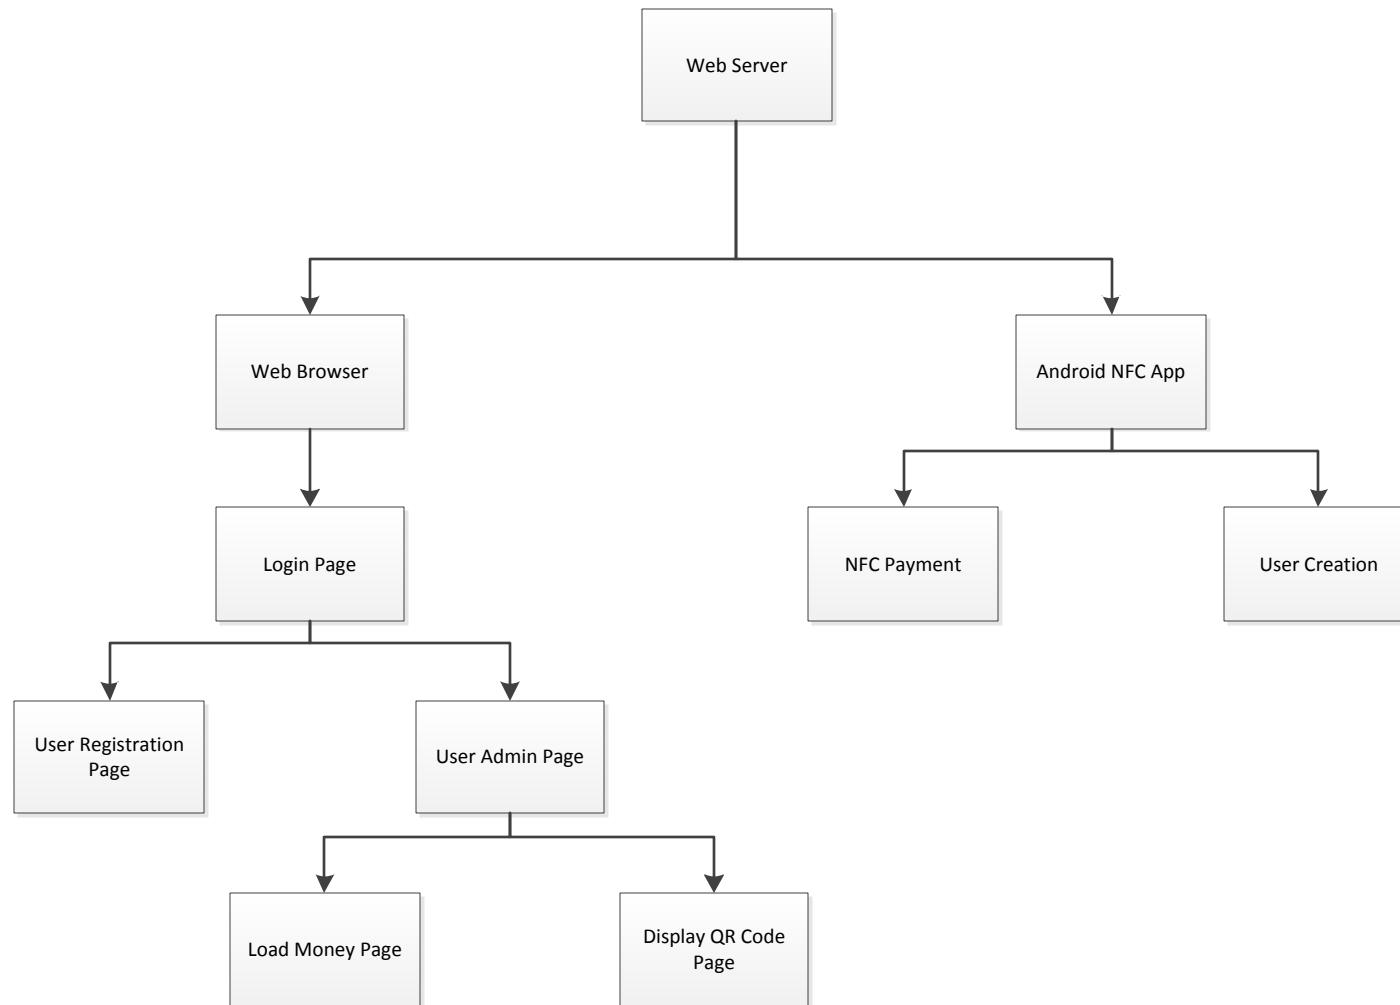 Web Server
Web Browser
Android NFC App
Login Page
NFC Payment
User Creation
User Registration
Page
User Admin Page
Load Money Page
Display QR Code
Page